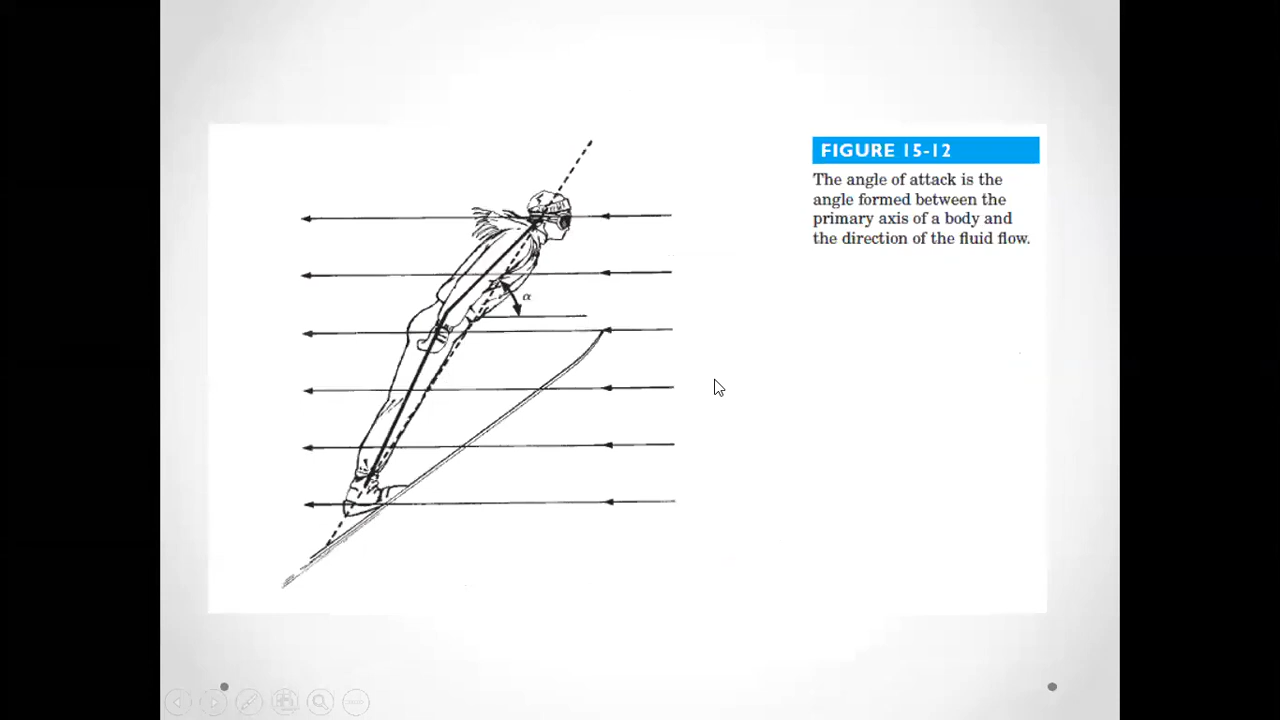 FIGURE 15-12
The angle of attack is the
angle formed between the
primary axis of a body and
the direction of the fluid flow.
α